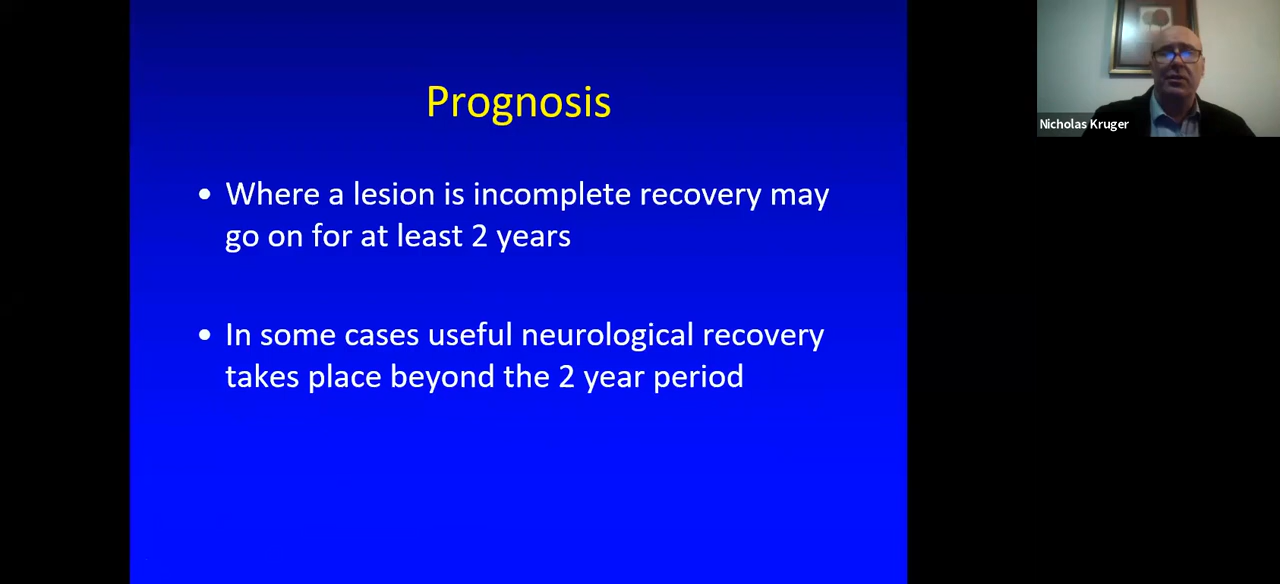 Prognosis
• Where a lesion is incomplete recovery may
go on for at least 2 years
• In some cases useful neurological recovery
takes place beyond the 2 year period
Nicholas Kruger